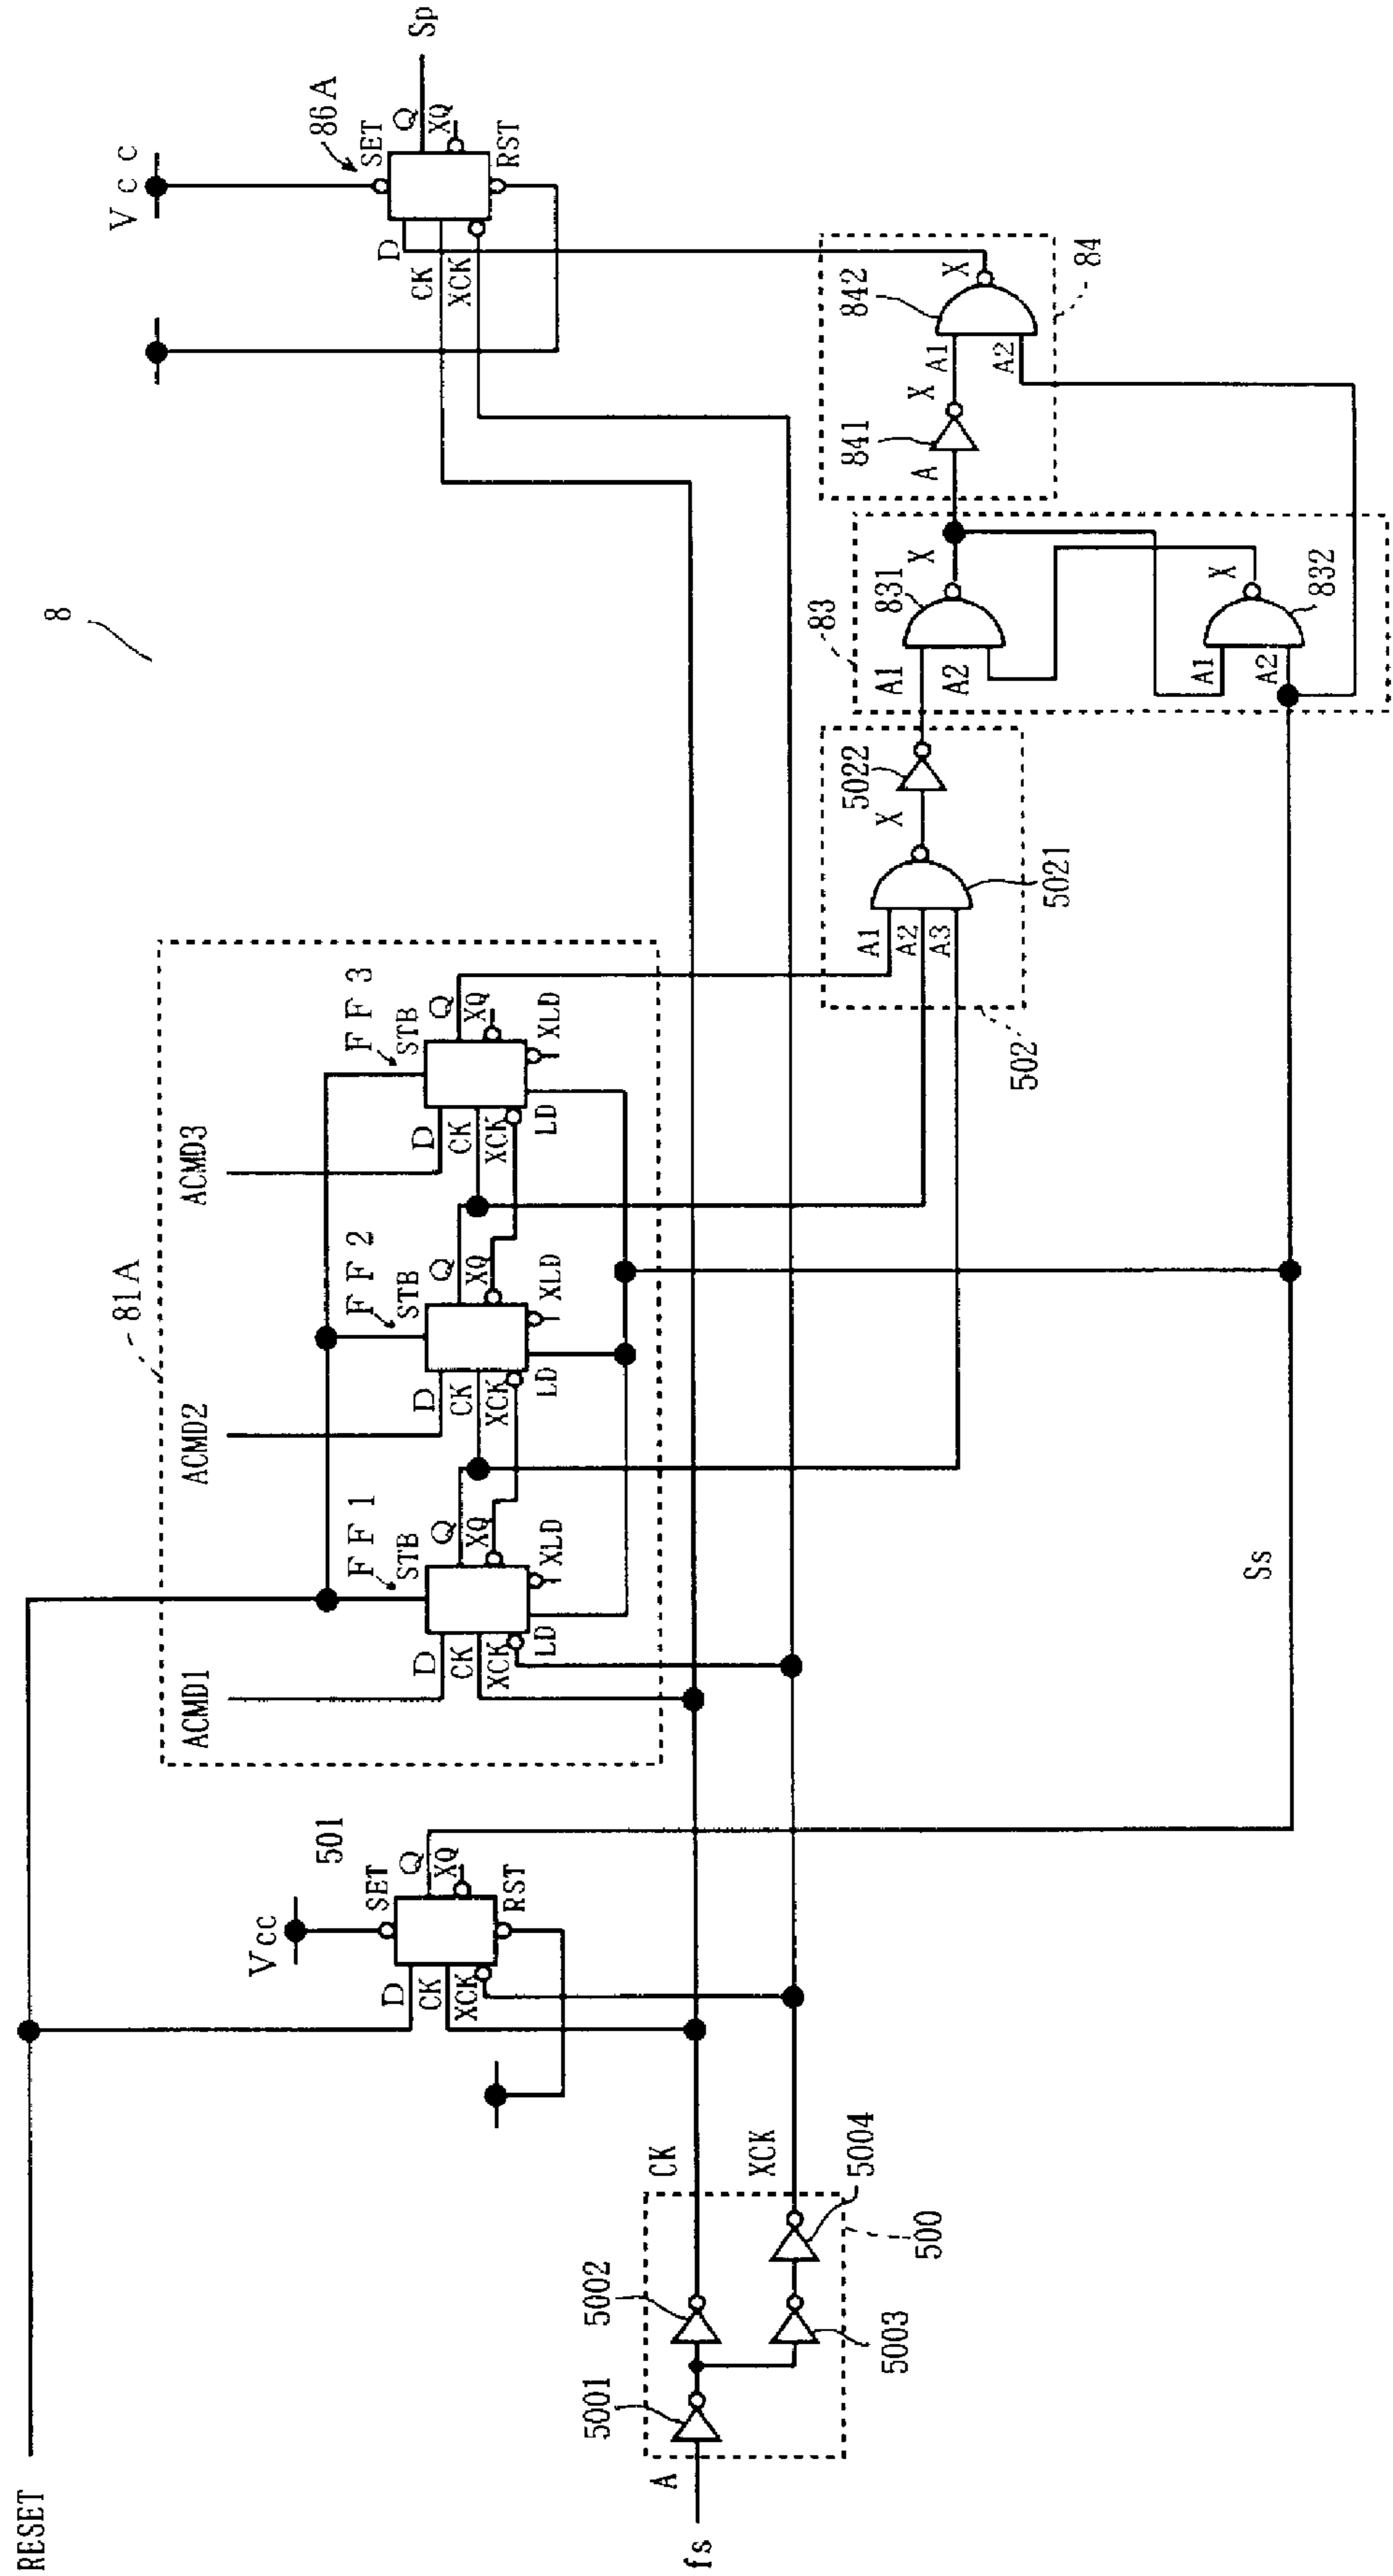 8
RESET
Vcc
501
SET
Q
XQ
D
CK
XCK
RST
81A
ACMD1
ACMD2
ACMD3
FF1
STB
Q
XQ
D
CK
XCK
LD
XLD
FF2
STB
Q
XQ
D
CK
XCK
LD
XLD
FF3
STB
Q
XQ
D
CK
XCK
LD
XLD
Vcc
86A
SET
Q
Sp
XQ
D
CK
XCK
RST
fs
A
5001
5002
CK
XCK
5003
5004
500
Ss
A1
A2
A3
X
5022
5021
502
83
A1
A2
831
X
A1
A2
X
832
A
841
X
A1
A2
842
X
84